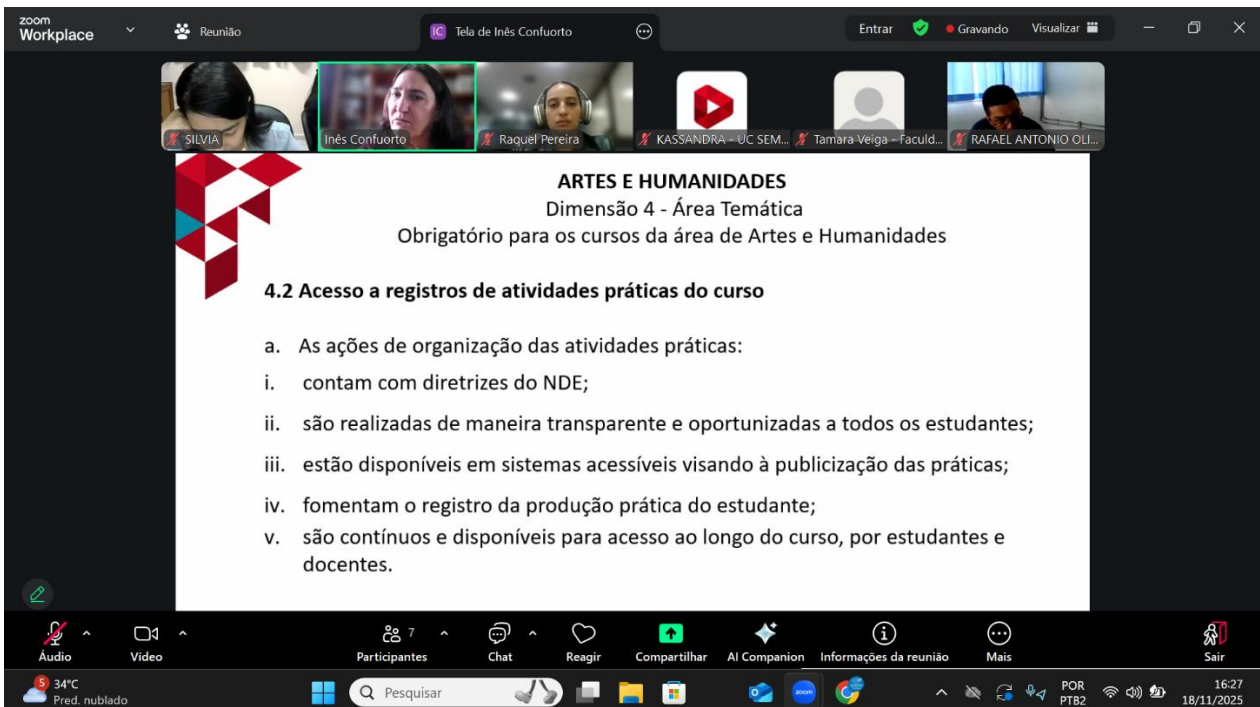 zoom
Workplace
Reunião
IC Tela de Inês Confuorto
Entrar
Gravando
Visualizar
SILVIA
Inês Confuorto
Raquel Pereira
KASSANDRA - UC SEM...
Tamara Veiga - Faculd...
RAFAEL ANTONIO OLI...
ARTES E HUMANIDADES
Dimensão 4 - Área Temática
Obrigatório para os cursos da área de Artes e Humanidades
4.2 Acesso a registros de atividades práticas do curso
a. As ações de organização das atividades práticas:
i. contam com diretrizes do NDE;
ii. são realizadas de maneira transparente e oportunizadas a todos os estudantes;
iii. estão disponíveis em sistemas acessíveis visando à publicização das práticas;
iv. fomentam o registro da produção prática do estudante;
v. são contínuos e disponíveis para acesso ao longo do curso, por estudantes e
docentes.
7
Áudio
Vídeo
Participantes
Chat
Reagir
Compartilhar
AI Companion
Informações da reunião
Mais
Sair
5
34°C
Pred. nublado
Pesquisar
zoom
POR
PTB2
16:27
18/11/2025